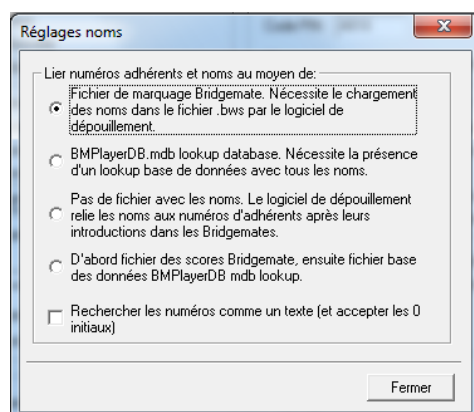 Réglages noms
Lier numéros adhérents et noms au moyen de:
Fichier de marquage Bridgemate. Nécessite le chargement
des noms dans le fichier .bws par le logiciel de
dépouillement.
BMPlayerDB.mdb lookup database. Nécessite la présence
d'un lookup base de données avec tous les noms.
Pas de fichier avec les noms. Le logiciel de dépouillement
relie les noms aux numéros d'adhérents après leurs
introductions dans les Bridgemates.
D'abord fichier des scores Bridgemate, ensuite fichier base
des données BMPlayerDB mdb lookup.
Rechercher les numéros comme un texte (et accepter les 0
initiaux)
Fermer